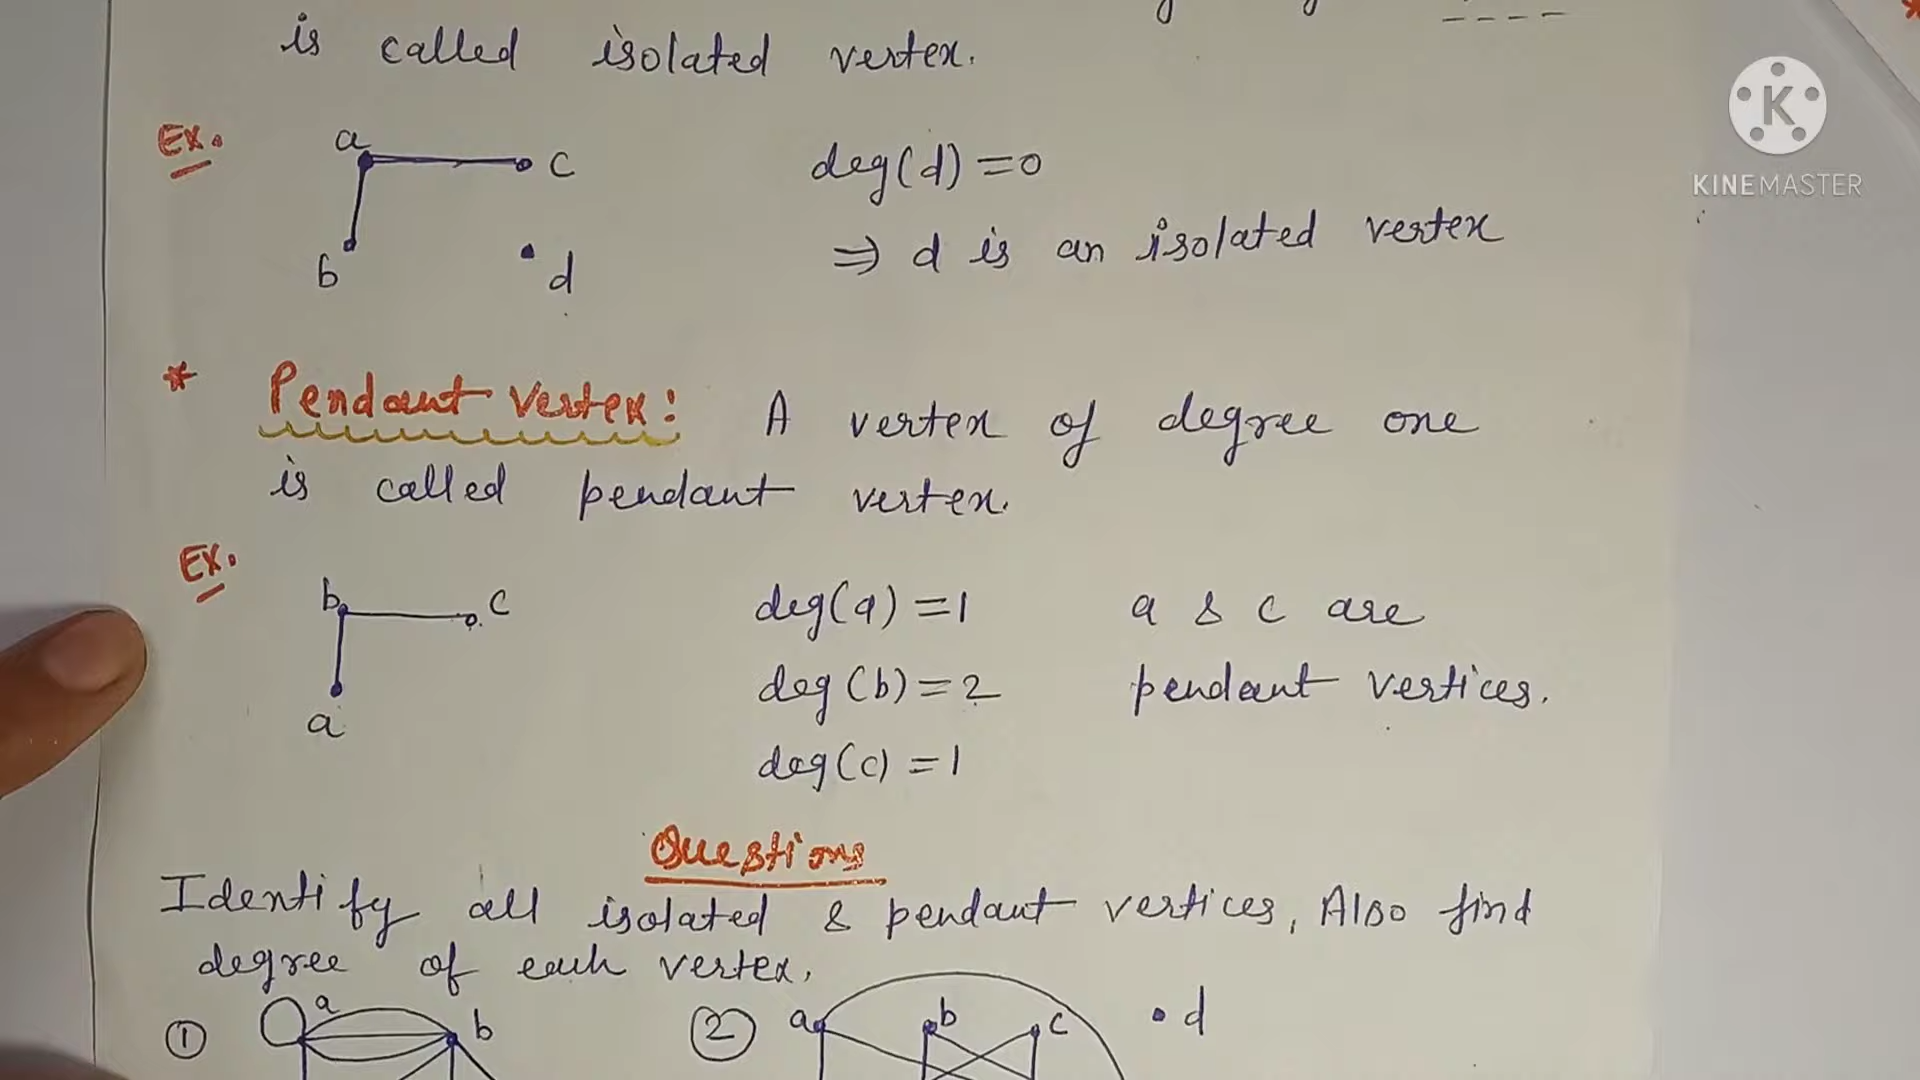 is called isolated vertex.
Ex.
a
c
b
d
deg(d) = 0
⇒ d is an isolated vertex
* Pendant vertex: A vertex of degree one
is called pendant vertex.
Ex.
b
c
a
deg(a) = 1
deg(b) = 2
deg(c) = 1
a & c are
pendant vertices.
Questions
Identify all isolated & pendant vertices, Also find
degree of each vertex.
① a b
② a b c d
K
KINEMASTER